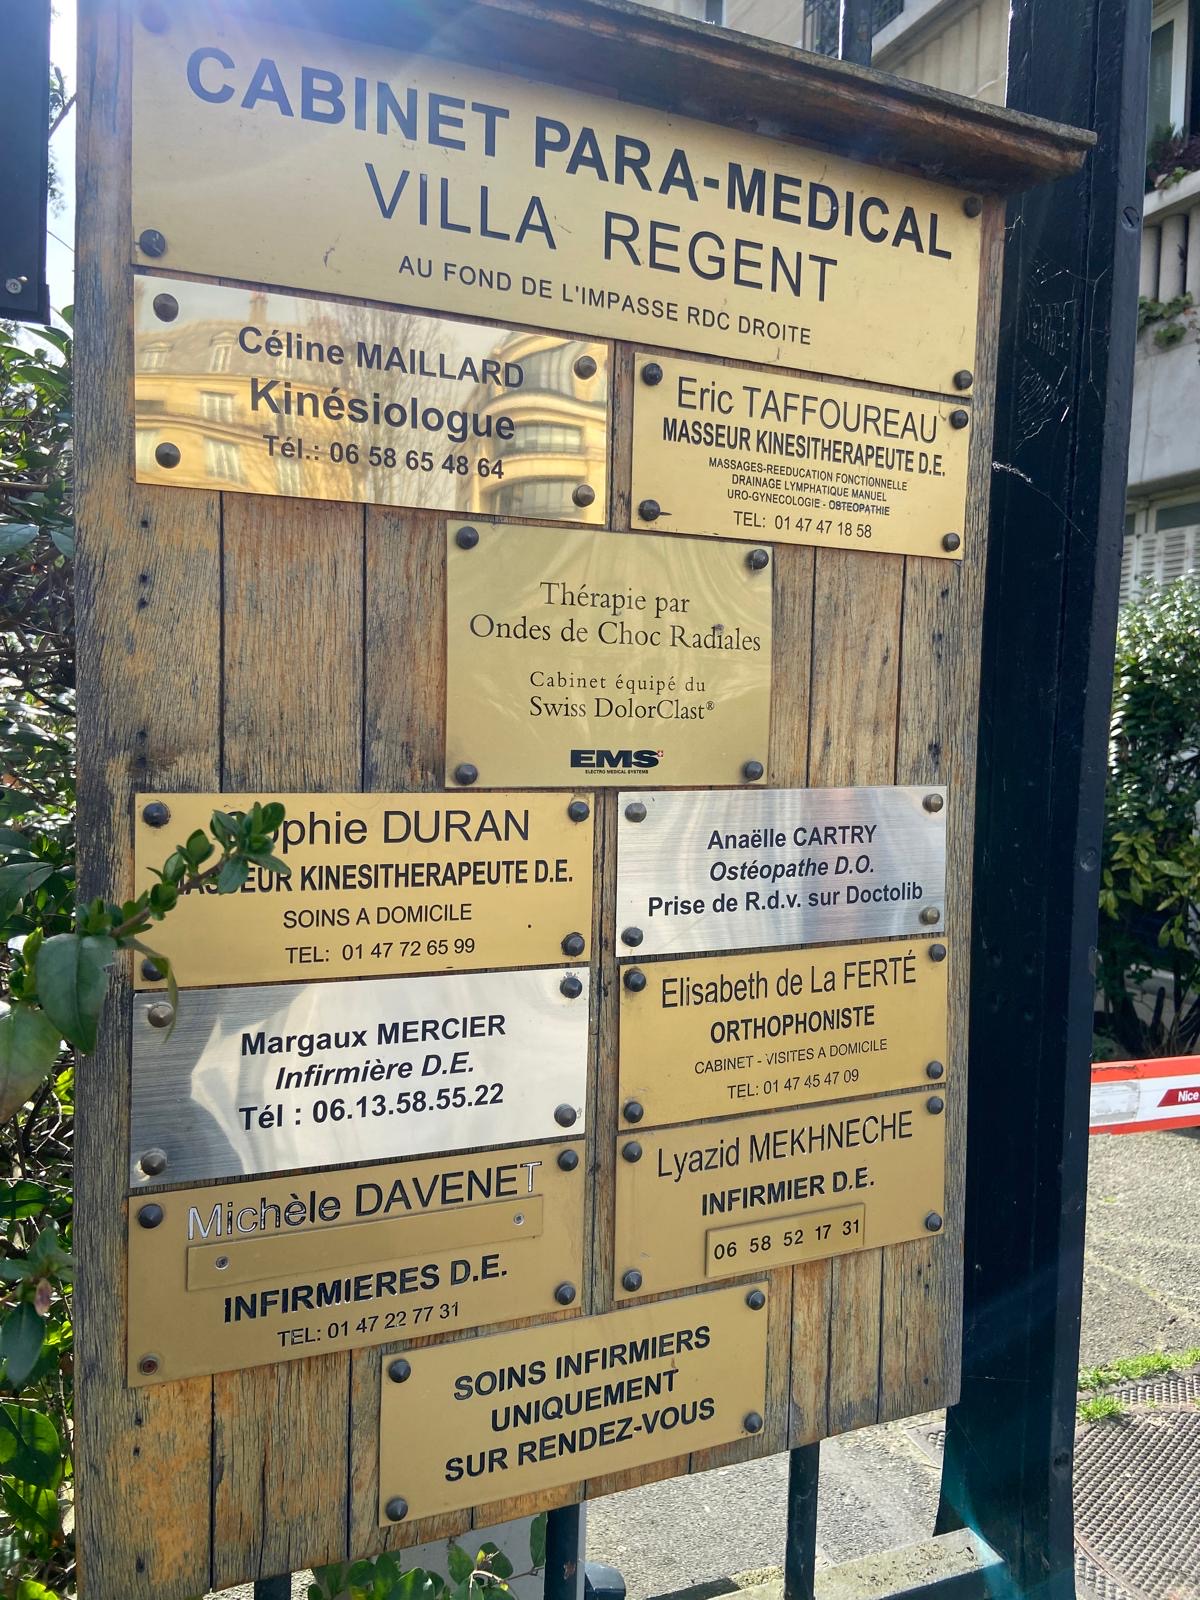 CABINET PARA-MEDICAL
VILLA REGENT
AU FOND DE L'IMPASSE RDC DROITE
Céline MAILLARD
Kinésiologue
Tél.: 06 58 65 48 64
Eric TAFFOUREAU
MASSEUR KINESITHERAPEUTE D.E.
MASSAGES-REEDUCATION FONCTIONNELLE
DRAINAGE LYMPHATIQUE MANUEL
URO-GYNECOLOGIE - OSTEOPATHIE
TEL: 01 47 47 18 58
Thérapie par
Ondes de Choc Radiales
Cabinet équipé du
Swiss DolorClast®
EMS
ELECTRO MEDICAL SYSTEMS
Sophie DURAN
MASSEUR KINESITHERAPEUTE D.E.
SOINS A DOMICILE
TEL: 01 47 72 65 99
Anaëlle CARTRY
Ostéopathe D.O.
Prise de R.d.v. sur Doctolib
Margaux MERCIER
Infirmière D.E.
Tél : 06.13.58.55.22
Elisabeth de La FERTÉ
ORTHOPHONISTE
CABINET - VISITES A DOMICILE
TEL: 01 47 45 47 09
Michèle DAVENET
INFIRMIERES D.E.
TEL: 01 47 22 77 31
Lyazid MEKHNECHE
INFIRMIER D.E.
06 58 52 17 31
SOINS INFIRMIERS
UNIQUEMENT
SUR RENDEZ-VOUS
Nice